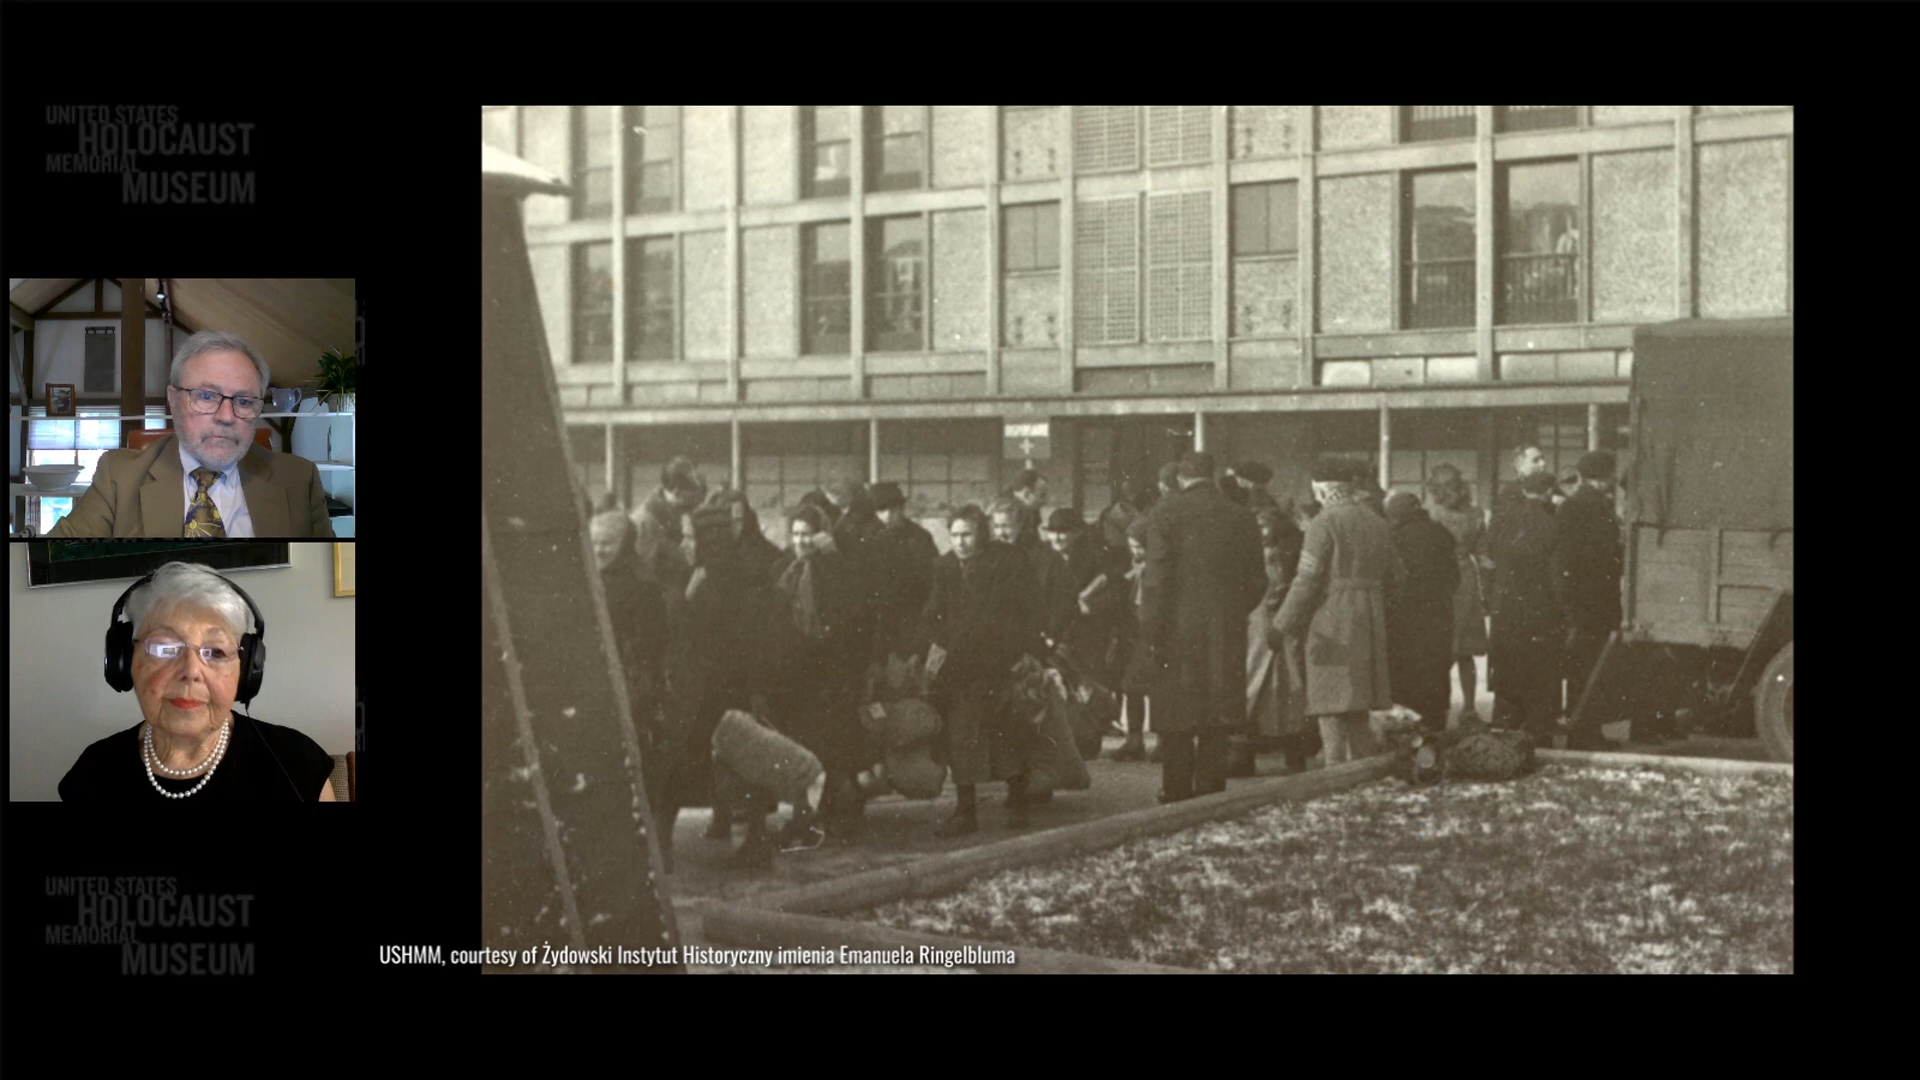 UNITED STATES
HOLOCAUST
MEMORIAL
MUSEUM
USHMM, courtesy of Żydowski Instytut Historyczny imienia Emanuela Ringelbluma
UNITED STATES
HOLOCAUST
MEMORIAL
MUSEUM